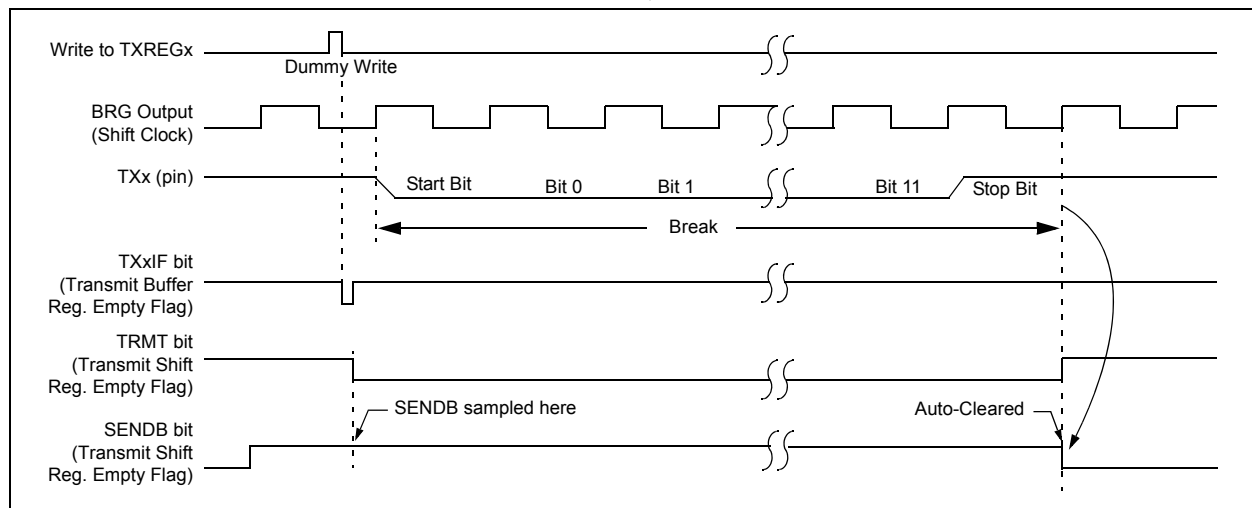 Write to TXREGx
Dummy Write
BRG Output
(Shift Clock)
TXx (pin)
Start Bit
Bit 0
Bit 1
Bit 11
Stop Bit
Break
TXxIF bit
(Transmit Buffer
Reg. Empty Flag)
TRMT bit
(Transmit Shift
Reg. Empty Flag)
SENDB sampled here
Auto-Cleared
SENDB bit
(Transmit Shift
Reg. Empty Flag)